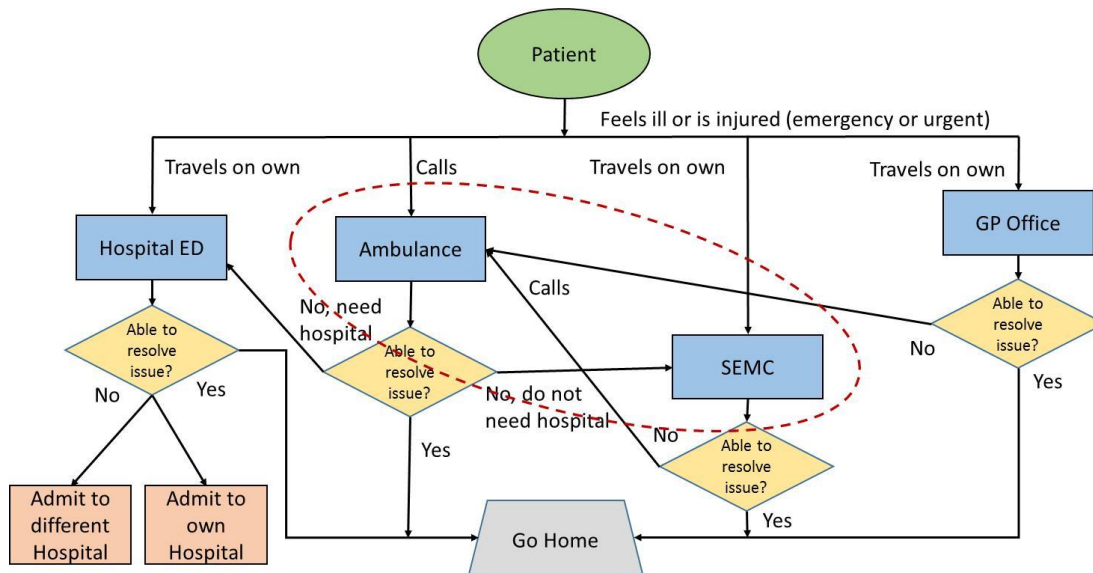 Patient
Feels ill or is injured (emergency or urgent)
Travels on own
Calls
Travels on own
Travels on own
Hospital ED
Ambulance
GP Office
Calls
No, need
hospital
Able to
resolve
issue?
Able to
resolve
issue?
Able to
resolve
issue?
SEMC
No
No
Yes
Yes
No, do not
need hospital
No
Yes
Able to
resolve
issue?
Yes
Admit to
different
Hospital
Admit to
own
Hospital
Go Home